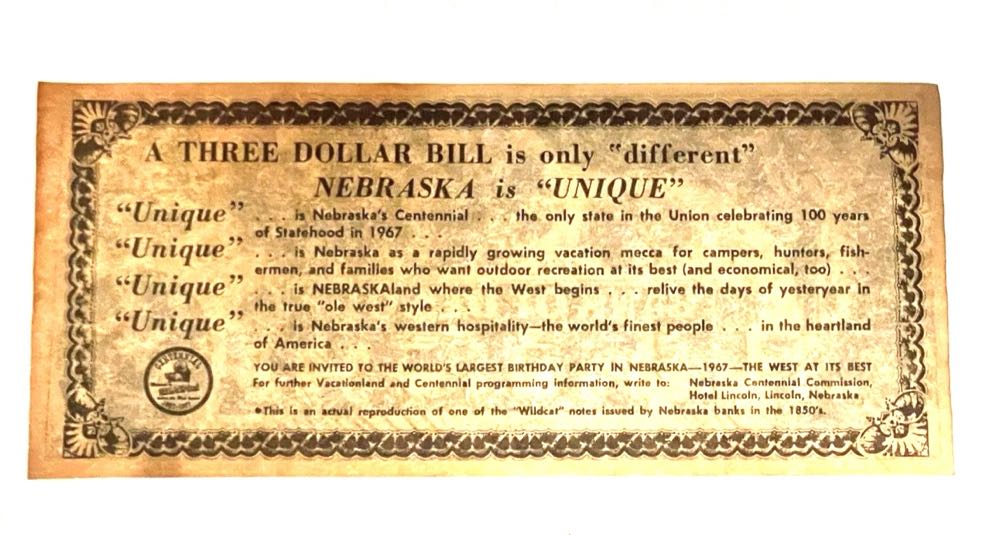 A THREE DOLLAR BILL is only "different"
NEBRASKA is "UNIQUE"
"Unique" . . . is Nebraska's Centennial . . . the only state in the Union celebrating 100 years
of Statehood in 1967 . . .
"Unique" . . . is Nebraska as a rapidly growing vacation mecca for campers, hunters, fish-
ermen, and families who want outdoor recreation at its best (and economical, too) . . .
"Unique" . . . is NEBRASKAland where the West begins . . . relive the days of yesteryear in
the true "ole west" style . . .
"Unique" . . . is Nebraska's western hospitality—the world's finest people . . . in the heartland
of America . . .
CENTENNIAL
YOU ARE INVITED TO THE WORLD'S LARGEST BIRTHDAY PARTY IN NEBRASKA—1967—THE WEST AT ITS BEST
For further Vacationland and Centennial programming information, write to: Nebraska Centennial Commission,
Hotel Lincoln, Lincoln, Nebraska
*This is an actual reproduction of one of the "Wildcat" notes issued by Nebraska banks in the 1850's.